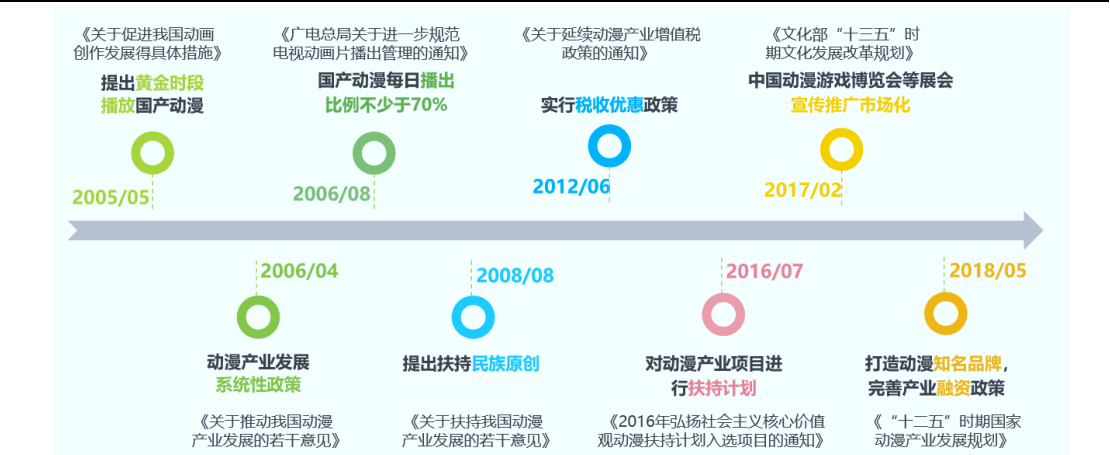 《关于促进我国动画
创作发展得具体措施》
提出黄金时段
播放国产动漫
2005/05
《广电总局关于进一步规范
电视动画片播出管理的通知》
国产动漫每日播出
比例不少于70%
2006/08
《关于延续动漫产业增值税
政策的通知》
实行税收优惠政策
2012/06
《文化部“十三五”时
期文化发展改革规划》
中国动漫游戏博览会等展会
宣传推广市场化
2017/02
2006/04
动漫产业发展
系统性政策
《关于推动我国动漫
产业发展的若干意见》
2008/08
提出扶持民族原创
《关于扶持我国动漫
产业发展的若干意见》
2016/07
对动漫产业项目进
行扶持计划
《2016年弘扬社会主义核心价值
观动漫扶持计划入选项目的通知》
2018/05
打造动漫知名品牌，
完善产业融资政策
《“十二五”时期国家
动漫产业发展规划》